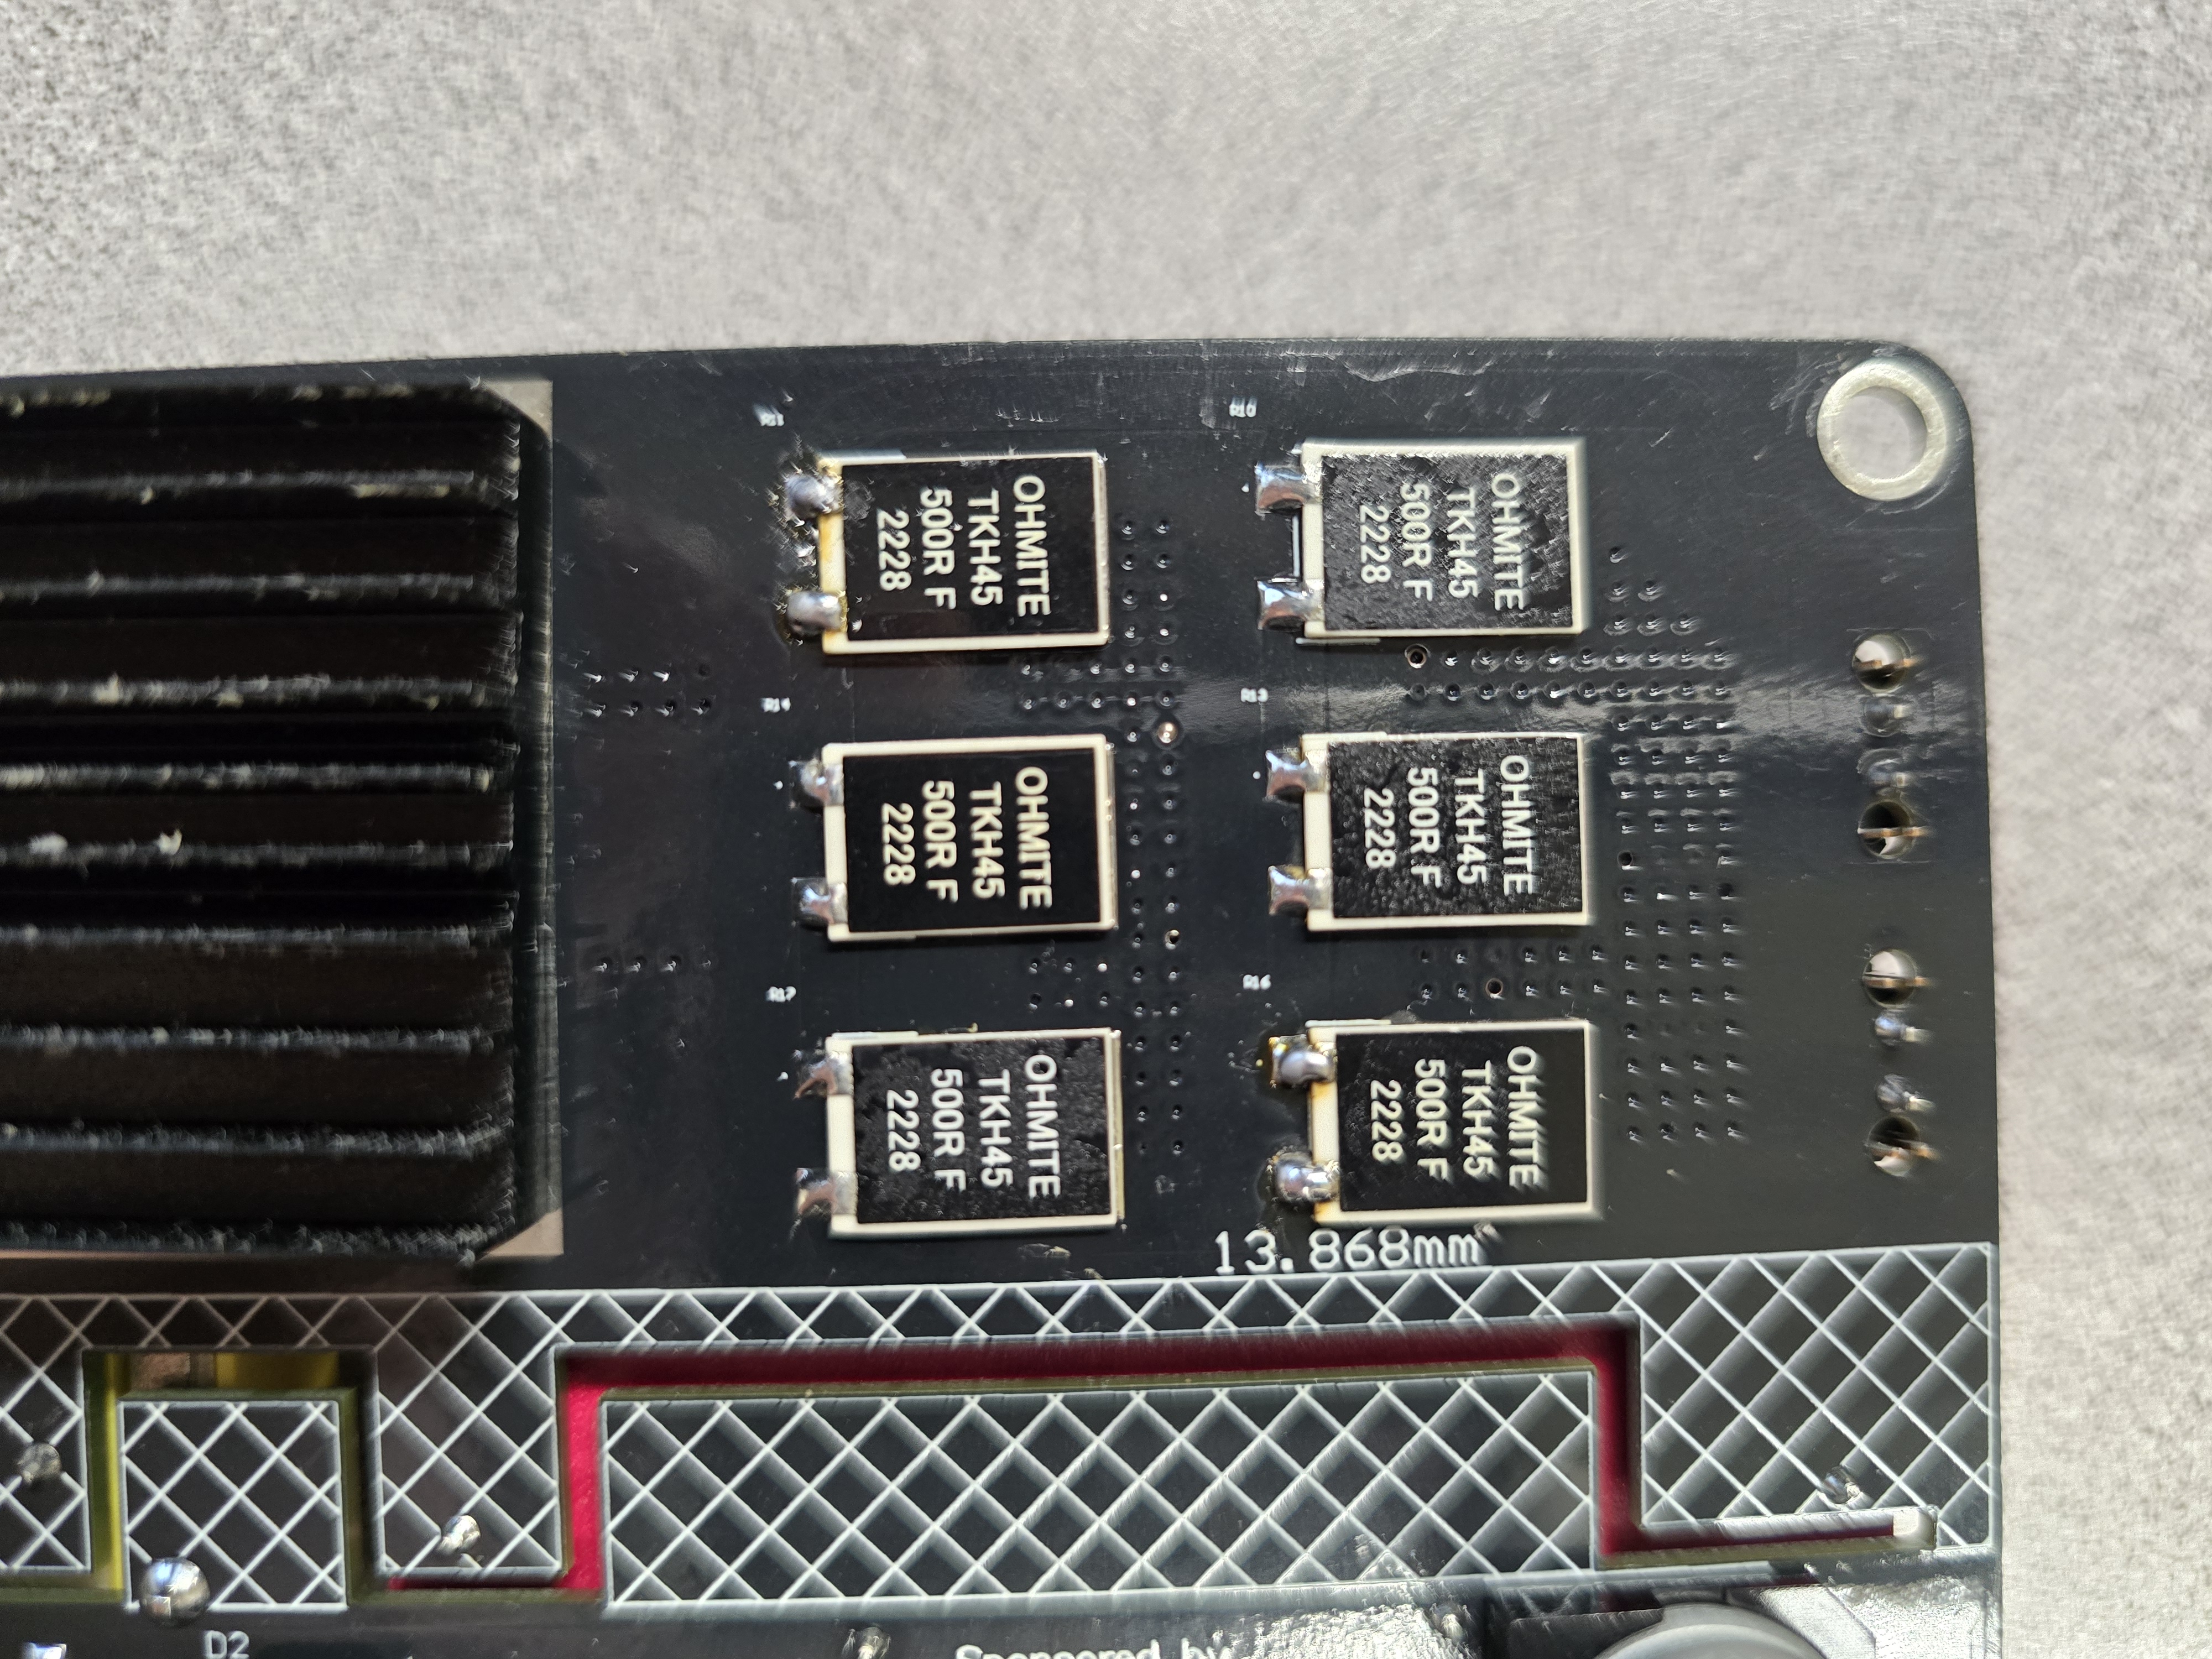 R11
OHMITE
TKH45
500R F
2228
R10
OHMITE
TKH45
500R F
2228
R14
OHMITE
TKH45
500R F
2228
R13
OHMITE
TKH45
500R F
2228
R17
OHMITE
TKH45
500R F
2228
R16
OHMITE
TKH45
500R F
2228
13.868mm
D2
Sponsored by